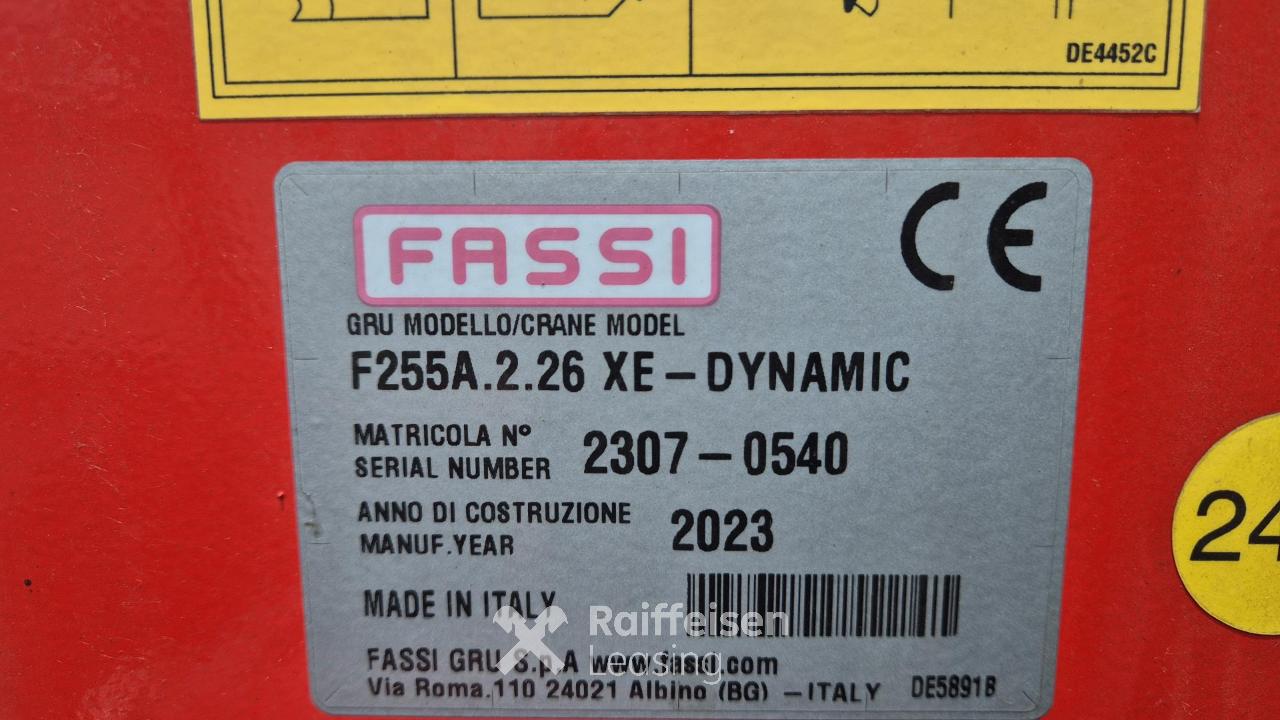 DE4452C
FASSI
CE
GRU MODELLO/CRANE MODEL
F255A.2.26 XE-DYNAMIC
MATRICOLA N°
SERIAL NUMBER
2307-0540
ANNO DI COSTRUZIONE
MANUF.YEAR
2023
24
MADE IN ITALY
Raiffeisen
Leasing
FASSI GRU S.p.A www.fassi.com
Via Roma.110 24021 Albino (BG) -ITALY DE5891B